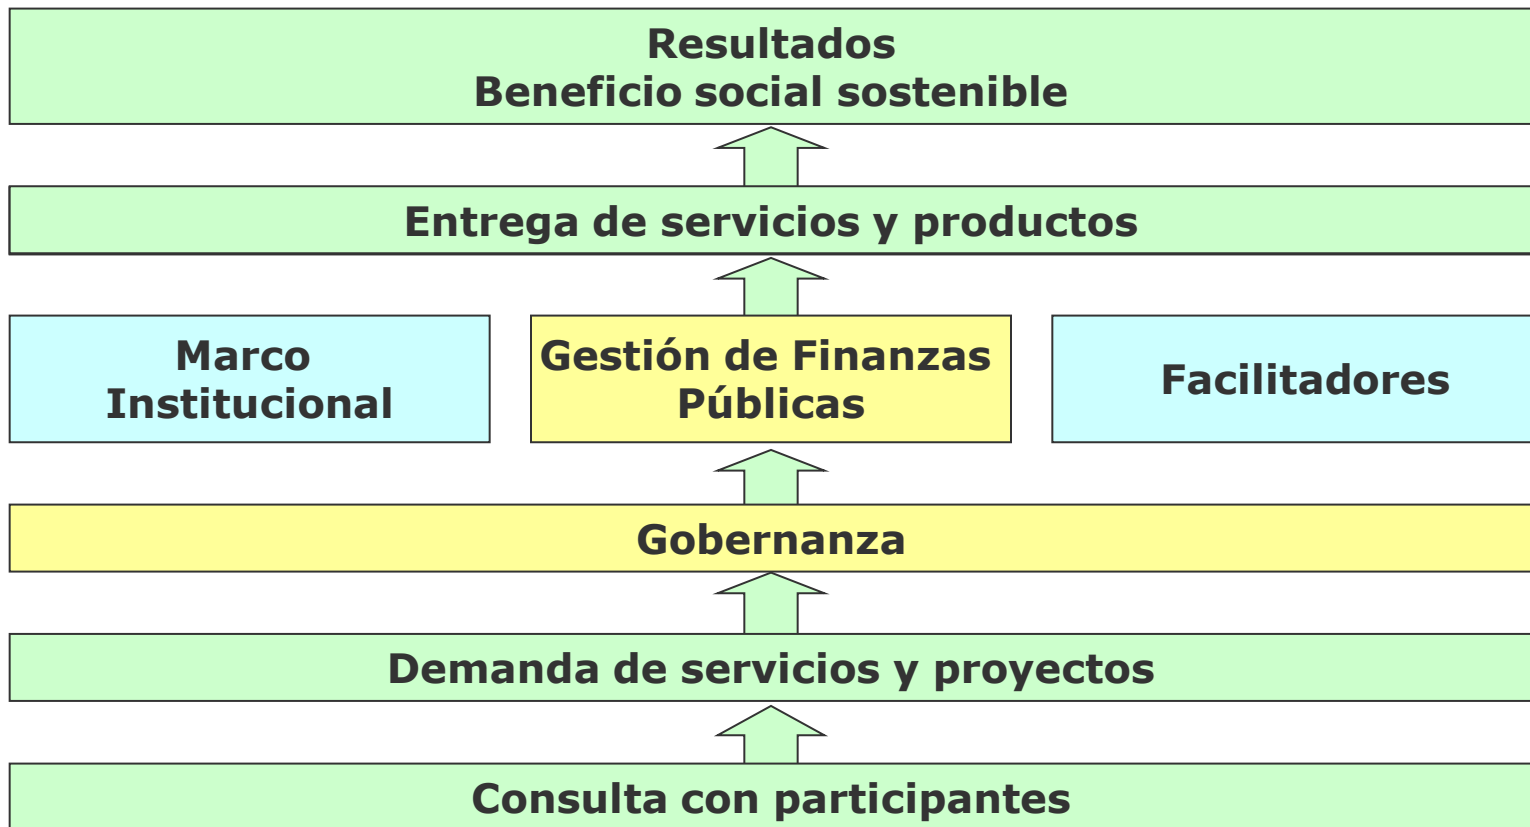 Resultados
Beneficio social sostenible
Entrega de servicios y productos
Marco
Institucional
Gestión de Finanzas
Públicas
Facilitadores
Gobernanza
Demanda de servicios y proyectos
Consulta con participantes